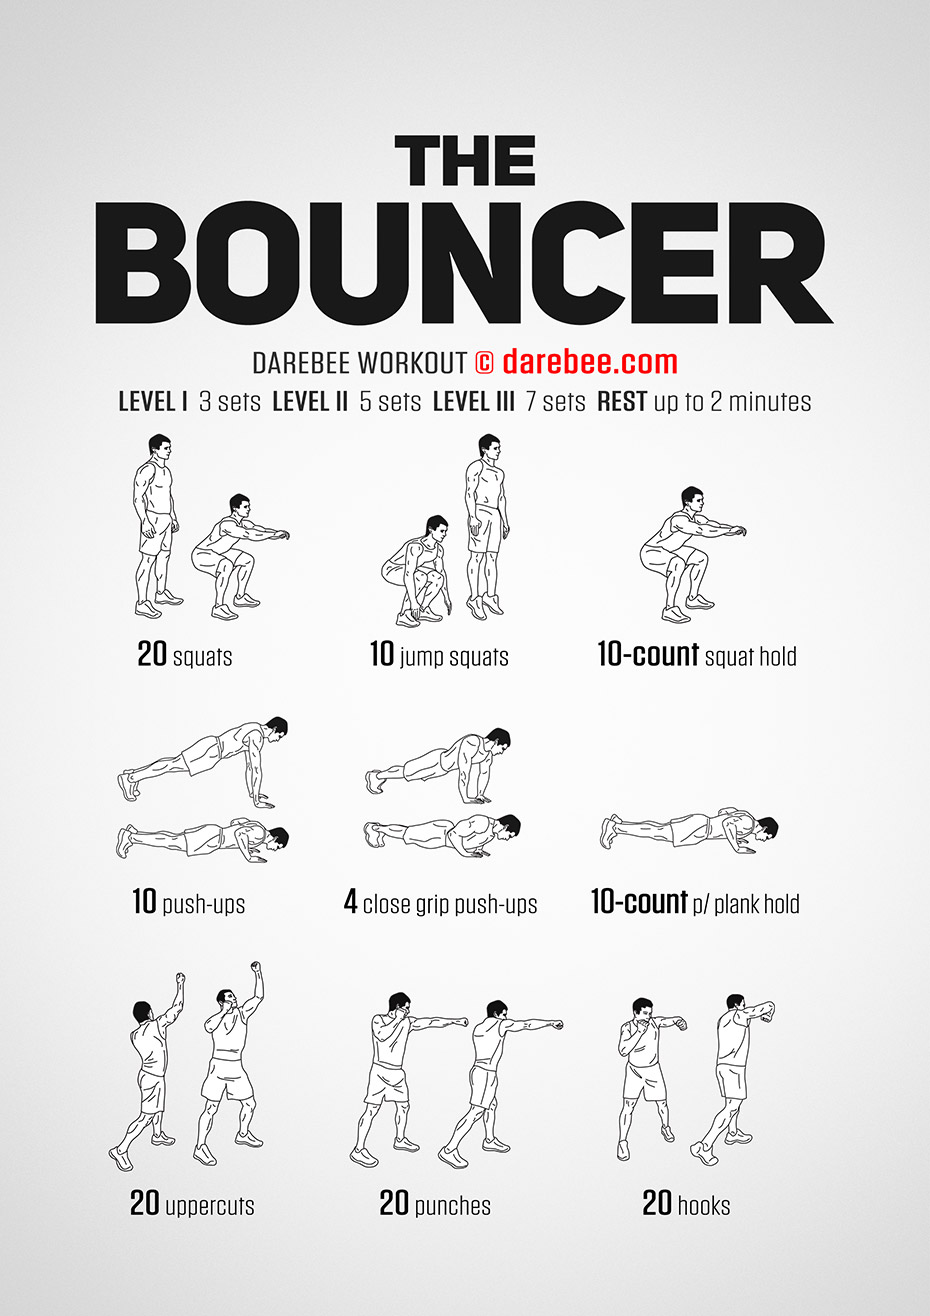 THE
BOUNCER
DAREBEE WORKOUT © darebee.com
LEVEL I 3 sets LEVEL II 5 sets LEVEL III 7 sets REST up to 2 minutes
20 squats
10 jump squats
10-count squat hold
10 push-ups
4 close grip push-ups
10-count p/ plank hold
20 uppercuts
20 punches
20 hooks